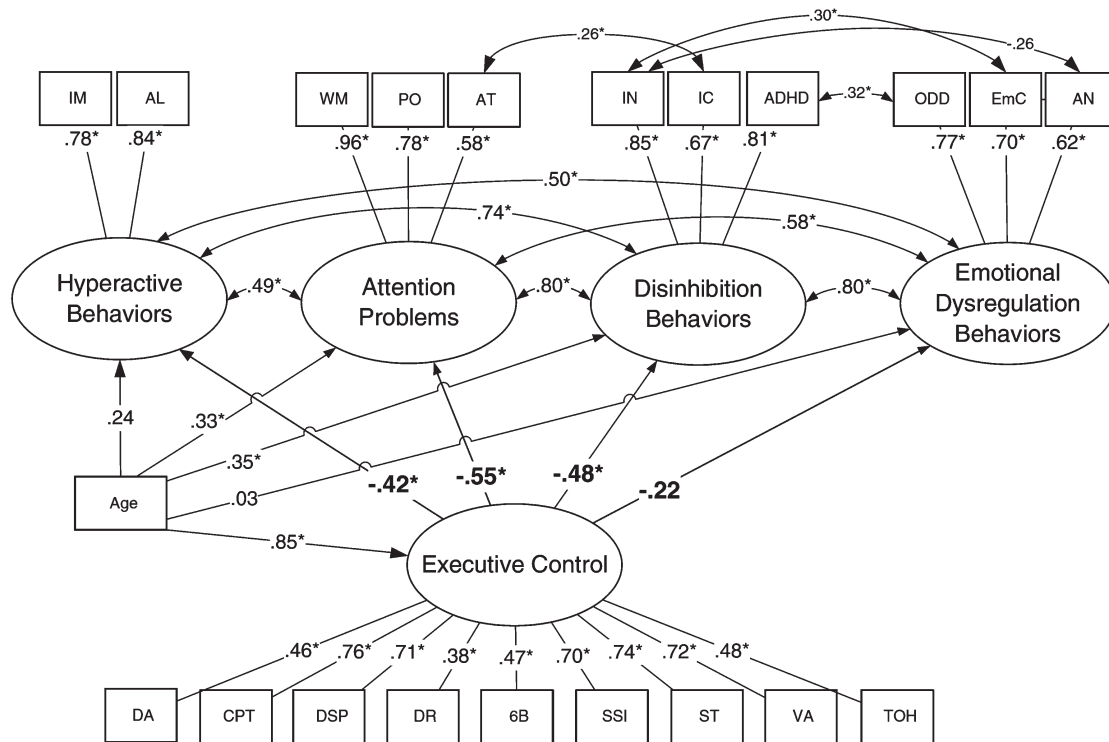 .30*
.26*
-.26
IM
AL
WM
PO
AT
IN
IC
ADHD
.32*
ODD
EmC
AN
.78*
.84*
.96*
.78*
.58*
.85*
.67*
.81*
.77*
.70*
.62*
.50*
.74*
.58*
Hyperactive
Behaviors
.49*
Attention
Problems
.80*
Disinhibition
Behaviors
.80*
Emotional
Dysregulation
Behaviors
.24
.33*
.35*
.03
-.42*
-.55*
-.48*
-.22
Age
.85*
Executive Control
.46*
.76*
.71*
.38*
.47*
.70*
.74*
.72*
.48*
DA
CPT
DSP
DR
6B
SSI
ST
VA
TOH